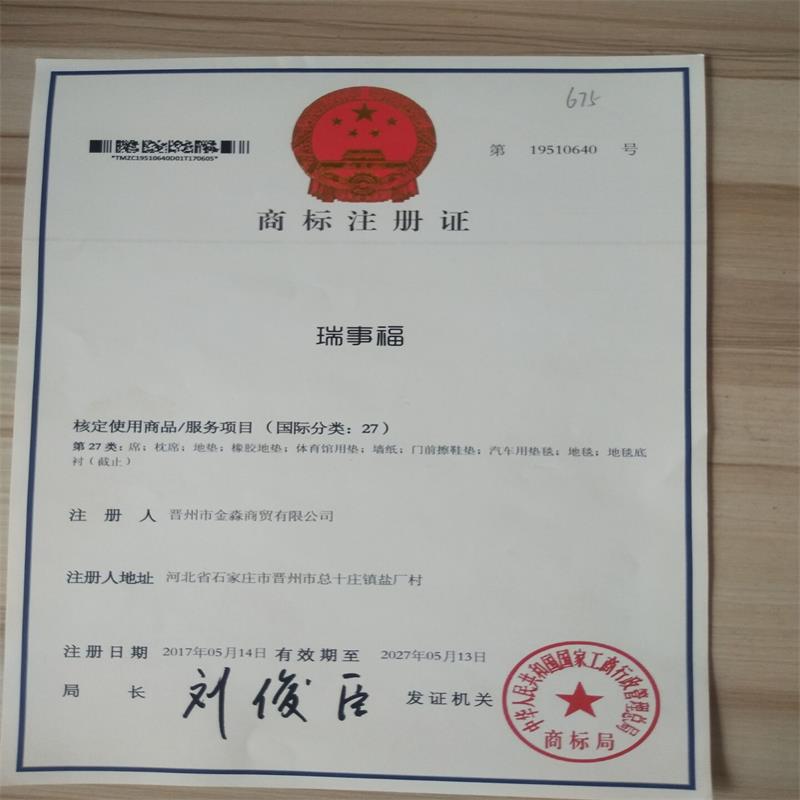 675
第 19510640 号
*TMZC19510640D01T170605*
商标注册证
瑞事福
核定使用商品/服务项目（国际分类：27）
第27类：席；枕席；地垫；橡胶地垫；体育馆用垫；墙纸；门前擦鞋垫；汽车用垫毯；地毯；地毯底
衬（截止）
注册人 晋州市金淼商贸有限公司
注册人地址 河北省石家庄市晋州市总十庄镇盐厂村
注册日期 2017年05月14日 有效期至 2027年05月13日
局长 刘俊臣 发证机关
中华人民共和国国家工商行政管理总局
商标局